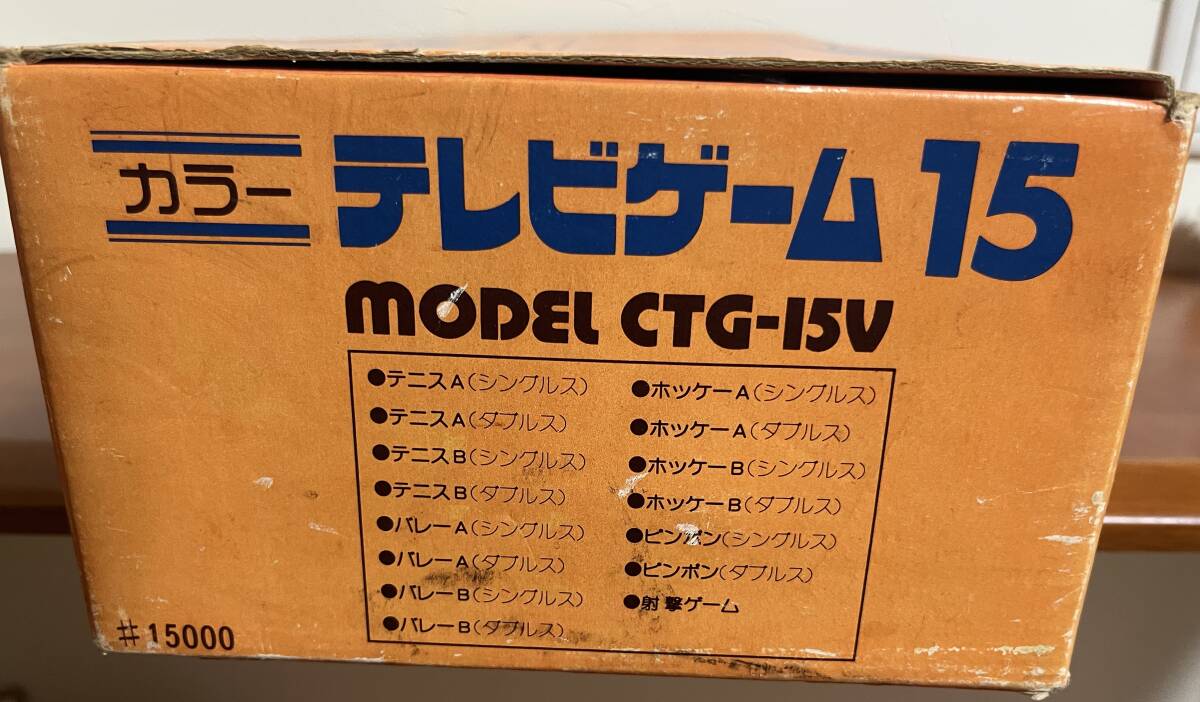 カラー テレビゲーム 15
MODEL CTG-15V
●テニスA(シングルス)
●テニスA(ダブルス)
●テニスB(シングルス)
●テニスB(ダブルス)
●バレーA(シングルス)
●バレーA(ダブルス)
●バレーB(シングルス)
●バレーB(ダブルス)
●ホッケーA(シングルス)
●ホッケーA(ダブルス)
●ホッケーB(シングルス)
●ホッケーB(ダブルス)
●ピンポン(シングルス)
●ピンポン(ダブルス)
●射撃ゲーム
#15000